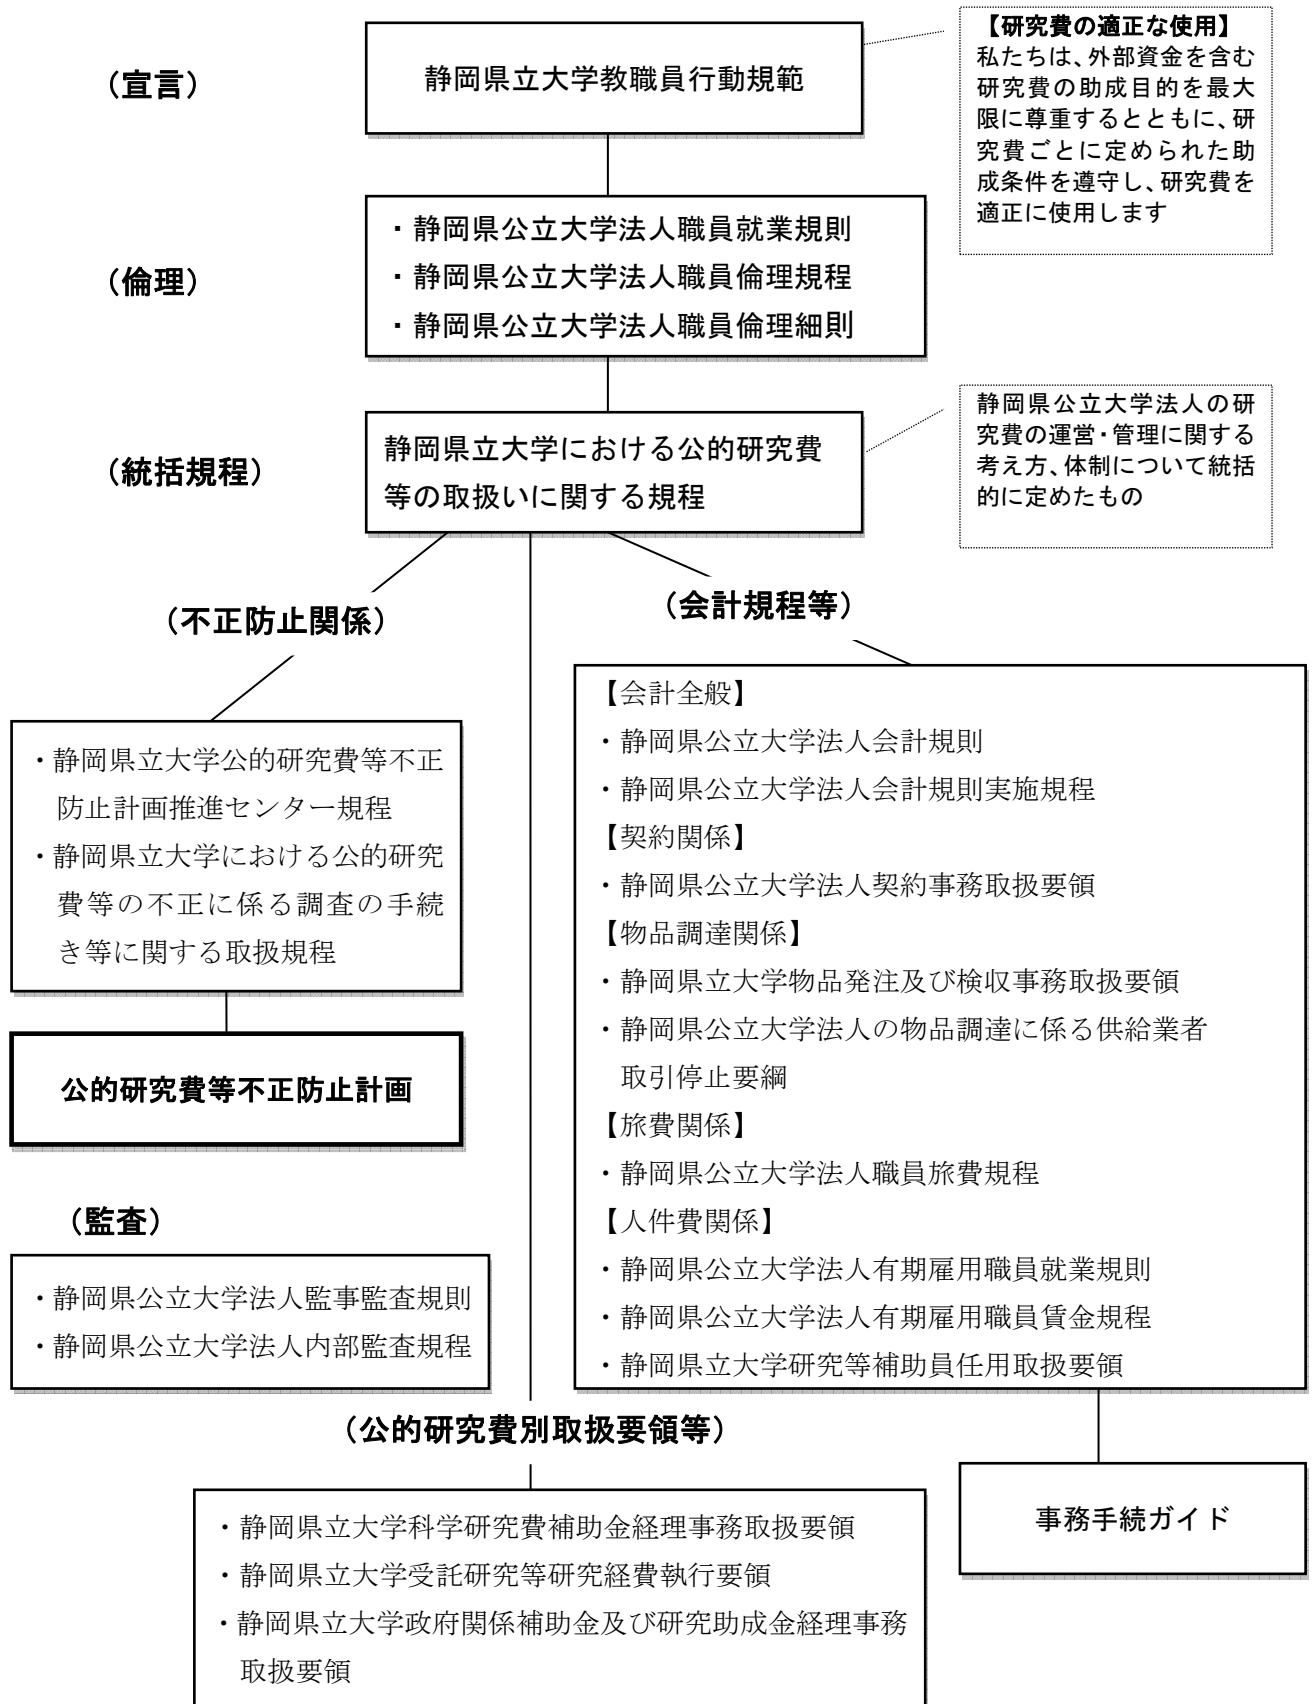 （宣言）
静岡県立大学教職員行動規範
【研究費の適正な使用】
私たちは、外部資金を含む
研究費の助成目的を最大
限に尊重するとともに、研
究費ごとに定められた助
成条件を遵守し、研究費を
適正に使用します
（倫理）
・静岡県公立大学法人職員就業規則
・静岡県公立大学法人職員倫理規程
・静岡県公立大学法人職員倫理細則
（統括規程）
静岡県立大学における公的研究費
等の取扱いに関する規程
静岡県公立大学法人の研
究費の運営・管理に関する
考え方、体制について統括
的に定めたもの
（不正防止関係）
・静岡県立大学公的研究費等不正
防止計画推進センター規程
・静岡県立大学における公的研究
費等の不正に係る調査の手続
き等に関する取扱規程
公的研究費等不正防止計画
（監査）
・静岡県公立大学法人監事監査規則
・静岡県公立大学法人内部監査規程
（会計規程等）
【会計全般】
・静岡県公立大学法人会計規則
・静岡県公立大学法人会計規則実施規程
【契約関係】
・静岡県公立大学法人契約事務取扱要領
【物品調達関係】
・静岡県立大学物品発注及び検収事務取扱要領
・静岡県公立大学法人の物品調達に係る供給業者
取引停止要綱
【旅費関係】
・静岡県公立大学法人職員旅費規程
【人件費関係】
・静岡県公立大学法人有期雇用職員就業規則
・静岡県公立大学法人有期雇用職員賃金規程
・静岡県立大学研究等補助員任用取扱要領
事務手続ガイド
（公的研究費別取扱要領等）
・静岡県立大学科学研究費補助金経理事務取扱要領
・静岡県立大学受託研究等研究経費執行要領
・静岡県立大学政府関係補助金及び研究助成金経理事務
取扱要領